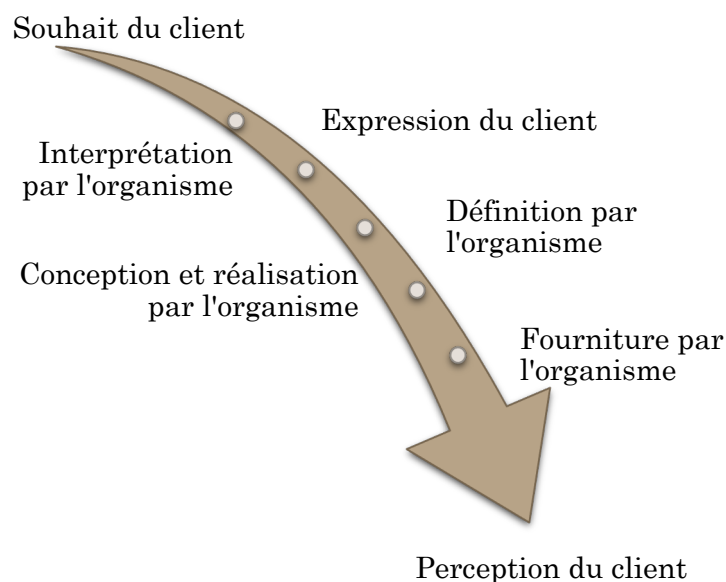 Souhait du client
Expression du client
Interprétation
par l'organisme
Définition par
l'organisme
Conception et réalisation
par l'organisme
Fourniture par
l'organisme
Perception du client